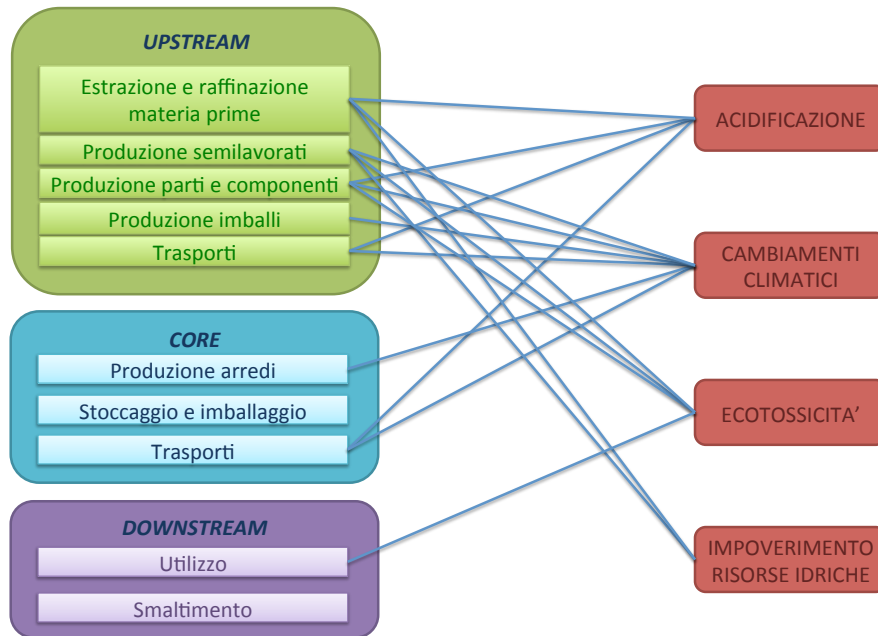 UPSTREAM
Estrazione e raffinazione
materia prime
Produzione semilavorati
Produzione parti e componenti
Produzione imballi
Trasporti
CORE
Produzione arredi
Stoccaggio e imballaggio
Trasporti
DOWNSTREAM
Utilizzo
Smaltimento
ACIDIFICAZIONE
CAMBIAMENTI
CLIMATICI
ECOTOSSICITA’
IMPOVERIMENTO
RISORSE IDRICHE